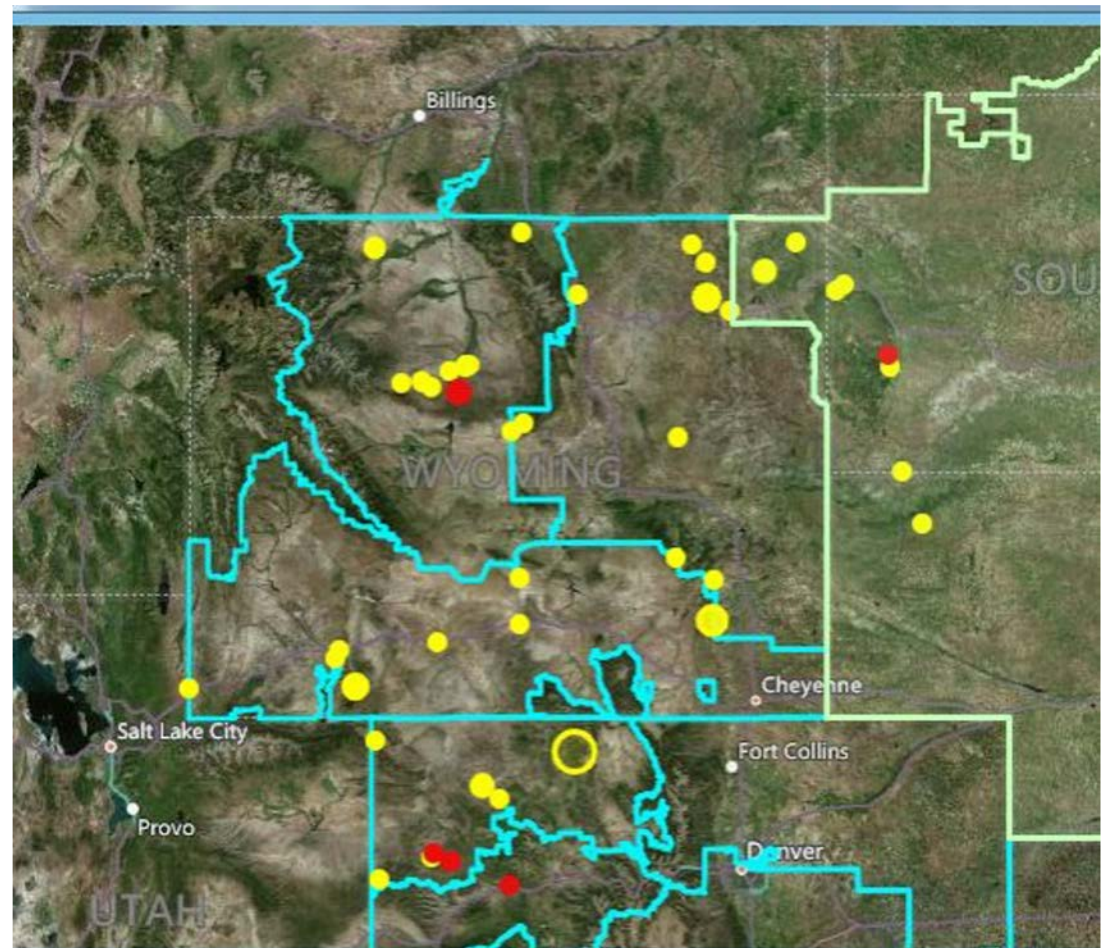 Billings
SOU
WYOMING
Cheyenne
Salt Lake City
Fort Collins
Provo
Denver
UTAH